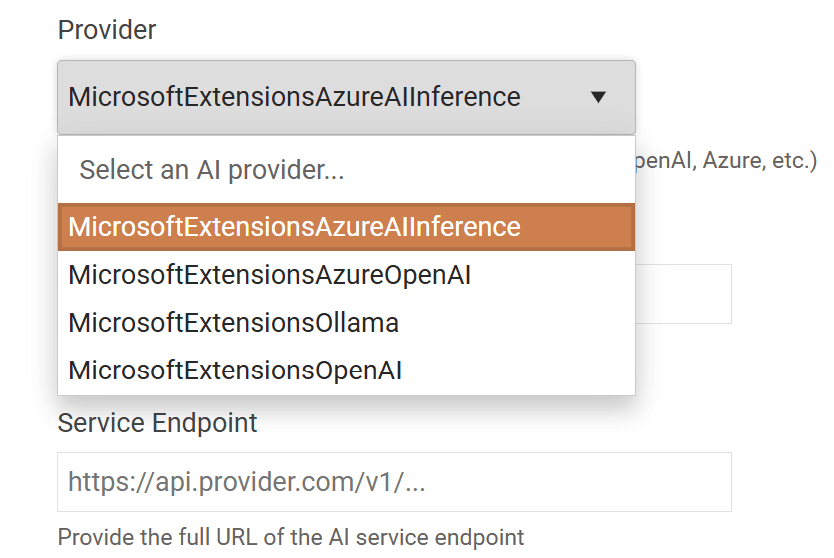 Provider
MicrosoftExtensionsAzureAIInference
Select an AI provider...
penAI, Azure, etc.)
MicrosoftExtensionsAzureAIInference
MicrosoftExtensionsAzureOpenAI
MicrosoftExtensionsOllama
MicrosoftExtensionsOpenAI
Service Endpoint
https://api.provider.com/v1/...
Provide the full URL of the AI service endpoint